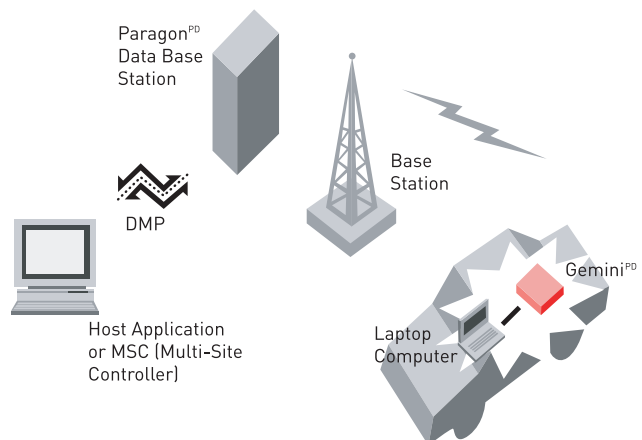 Paragon PD
Data Base
Station
Base
Station
DMP
Gemini PD
Host Application
or MSC (Multi-Site
Controller)
Laptop
Computer